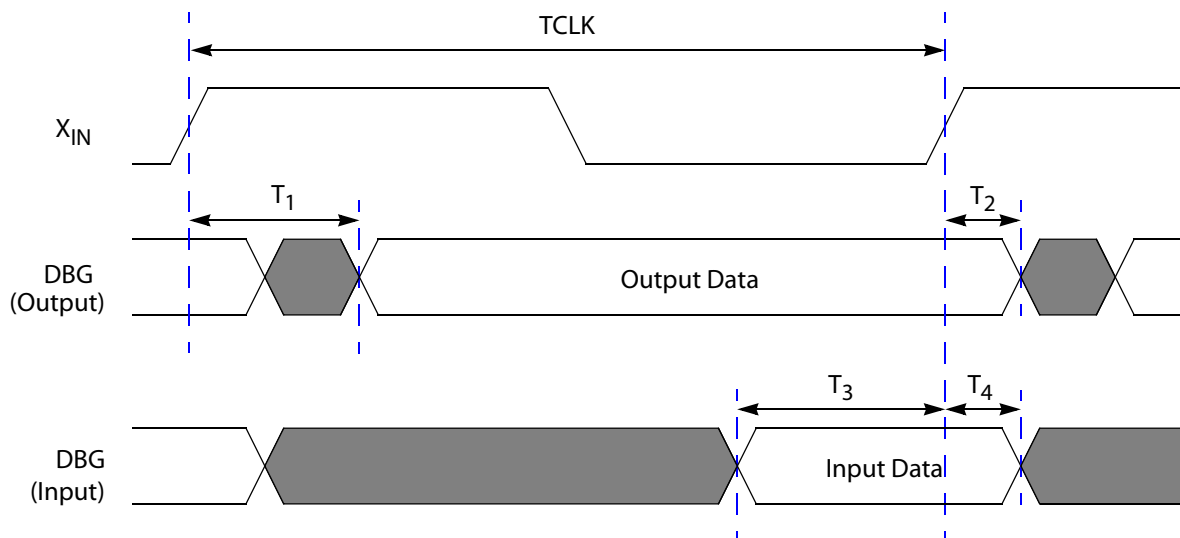 TCLK
X_IN
T_1
T_2
DBG
(Output)
Output Data
T_3
T_4
DBG
(Input)
Input Data